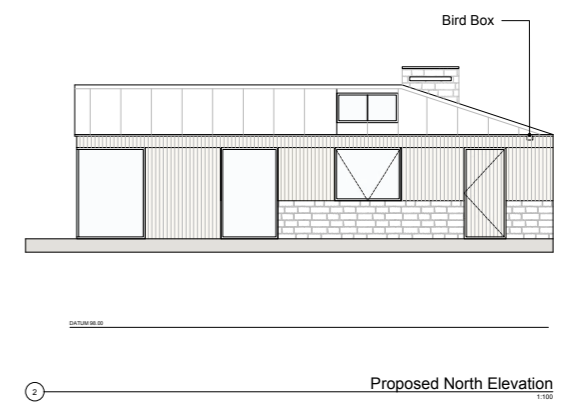 Bird Box
DATUM 98.00
2
Proposed North Elevation
1:100